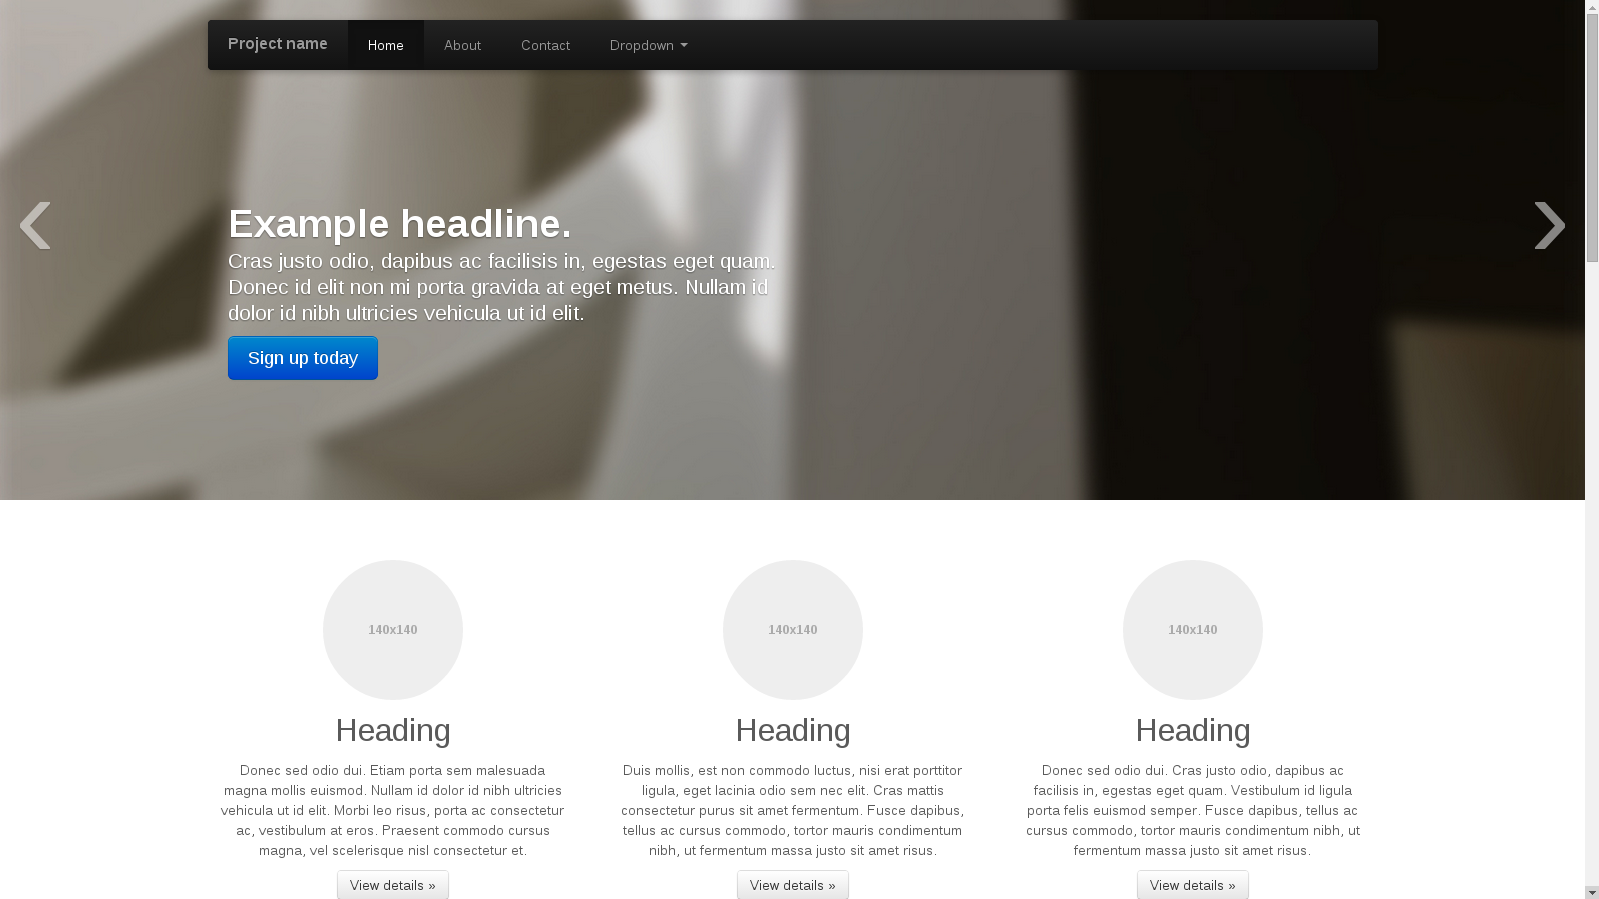 Project name
Home
About
Contact
Dropdown
‹
›
Example headline.
Cras justo odio, dapibus ac facilisis in, egestas eget quam.
Donec id elit non mi porta gravida at eget metus. Nullam id
dolor id nibh ultricies vehicula ut id elit.
Sign up today
140x140
Heading
Donec sed odio dui. Etiam porta sem malesuada
magna mollis euismod. Nullam id dolor id nibh ultricies
vehicula ut id elit. Morbi leo risus, porta ac consectetur
ac, vestibulum at eros. Praesent commodo cursus
magna, vel scelerisque nisl consectetur et.
View details »
140x140
Heading
Duis mollis, est non commodo luctus, nisi erat porttitor
ligula, eget lacinia odio sem nec elit. Cras mattis
consectetur purus sit amet fermentum. Fusce dapibus,
tellus ac cursus commodo, tortor mauris condimentum
nibh, ut fermentum massa justo sit amet risus.
View details »
140x140
Heading
Donec sed odio dui. Cras justo odio, dapibus ac
facilisis in, egestas eget quam. Vestibulum id ligula
porta felis euismod semper. Fusce dapibus, tellus ac
cursus commodo, tortor mauris condimentum nibh, ut
fermentum massa justo sit amet risus.
View details »